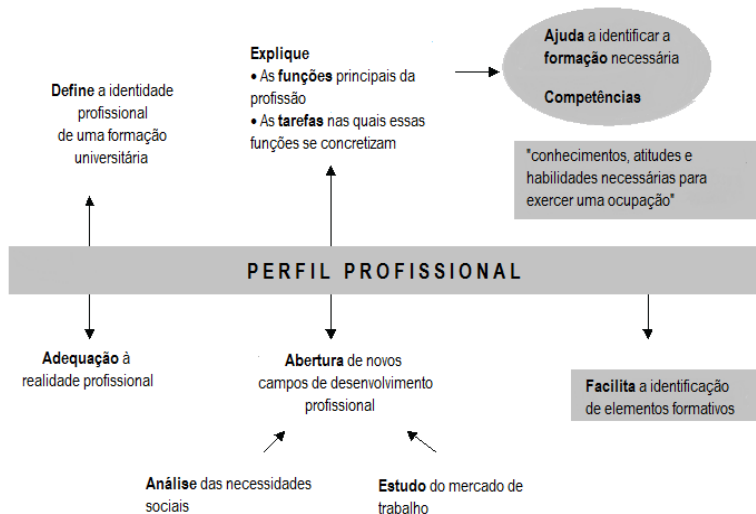 Define a identidade
profissional
de uma formação
universitária
Explique
• As funções principais da
profissão
• As tarefas nas quais essas
funções se concretizam
Ajuda a identificar a
formação necessária
Competências
"conhecimentos, atitudes e
habilidades necessárias para
exercer uma ocupação"
PERFIL PROFISSIONAL
Adequação à
realidade profissional
Abertura de novos
campos de desenvolvimento
profissional
Facilita a identificação
de elementos formativos
Análise das necessidades
sociais
Estudo do mercado de
trabalho